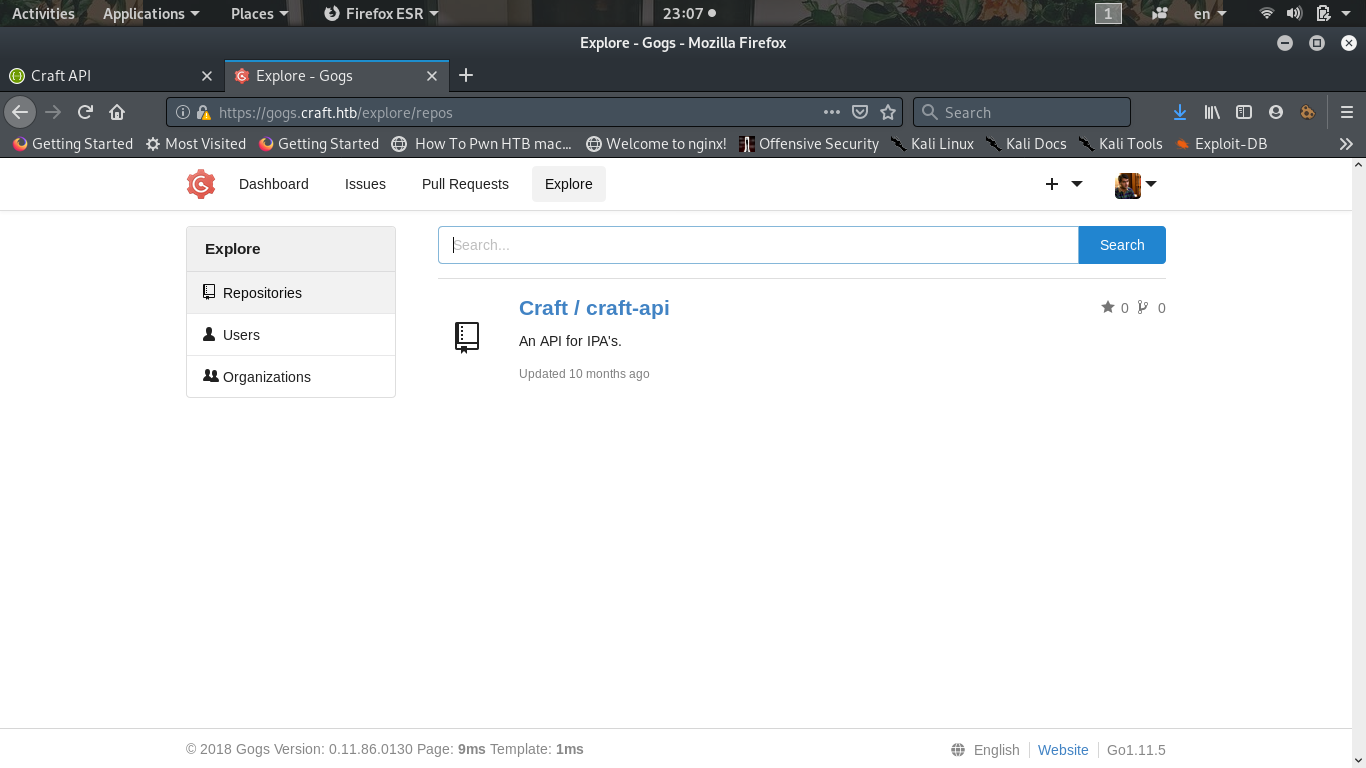 Activities Applications Places Firefox ESR 23:07 1 en
Explore - Gogs - Mozilla Firefox
Craft API Explore - Gogs
https://gogs.craft.htb/explore/repos Search
Getting Started Most Visited Getting Started How To Pwn HTB mac... Welcome to nginx! Offensive Security Kali Linux Kali Docs Kali Tools Exploit-DB
Dashboard Issues Pull Requests Explore
Explore
Repositories
Users
Organizations
Search... Search
Craft / craft-api 0 0
An API for IPA's.
Updated 10 months ago
© 2018 Gogs Version: 0.11.86.0130 Page: 9ms Template: 1ms English Website Go1.11.5